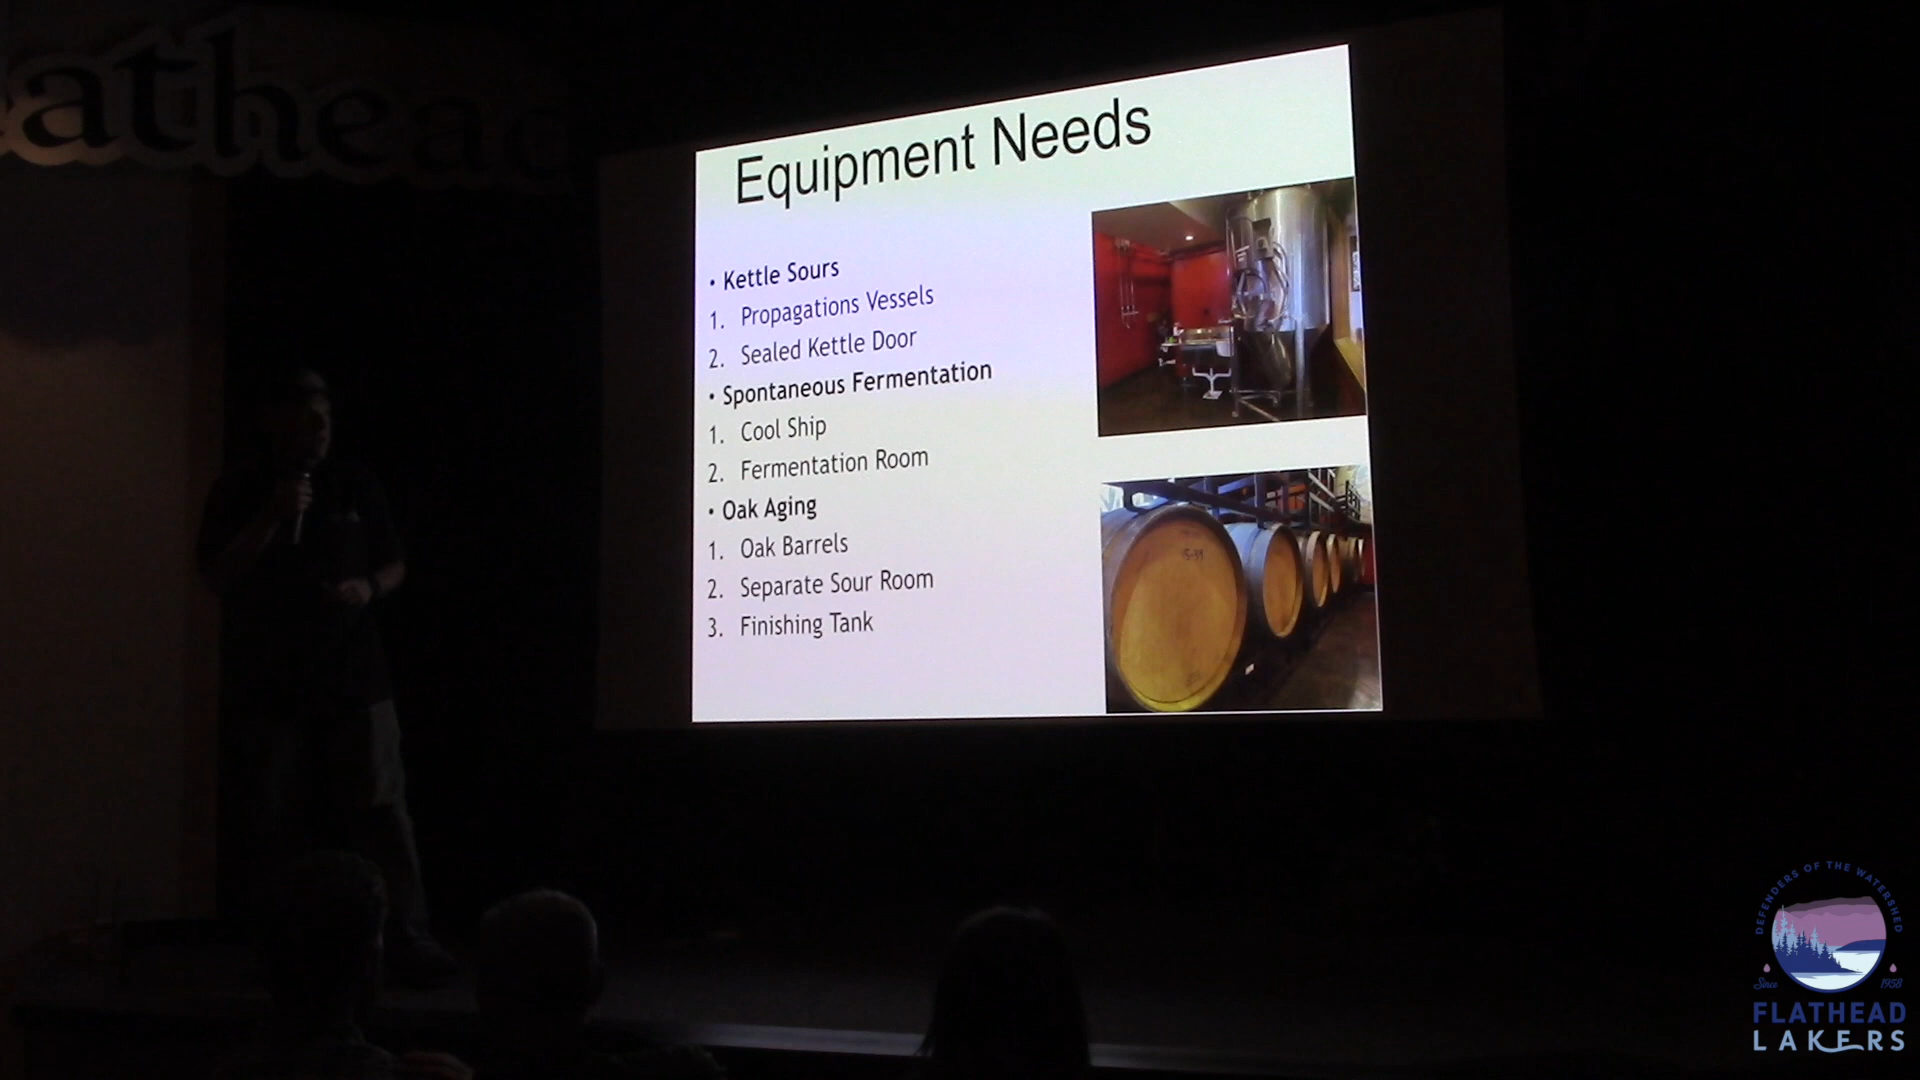 athead
Equipment Needs
• Kettle Sours
1. Propagations Vessels
2. Sealed Kettle Door
• Spontaneous Fermentation
1. Cool Ship
2. Fermentation Room
• Oak Aging
1. Oak Barrels
2. Separate Sour Room
3. Finishing Tank
DEFENDERS OF THE WATERSHED
Since 1958
FLATHEAD
LAKERS